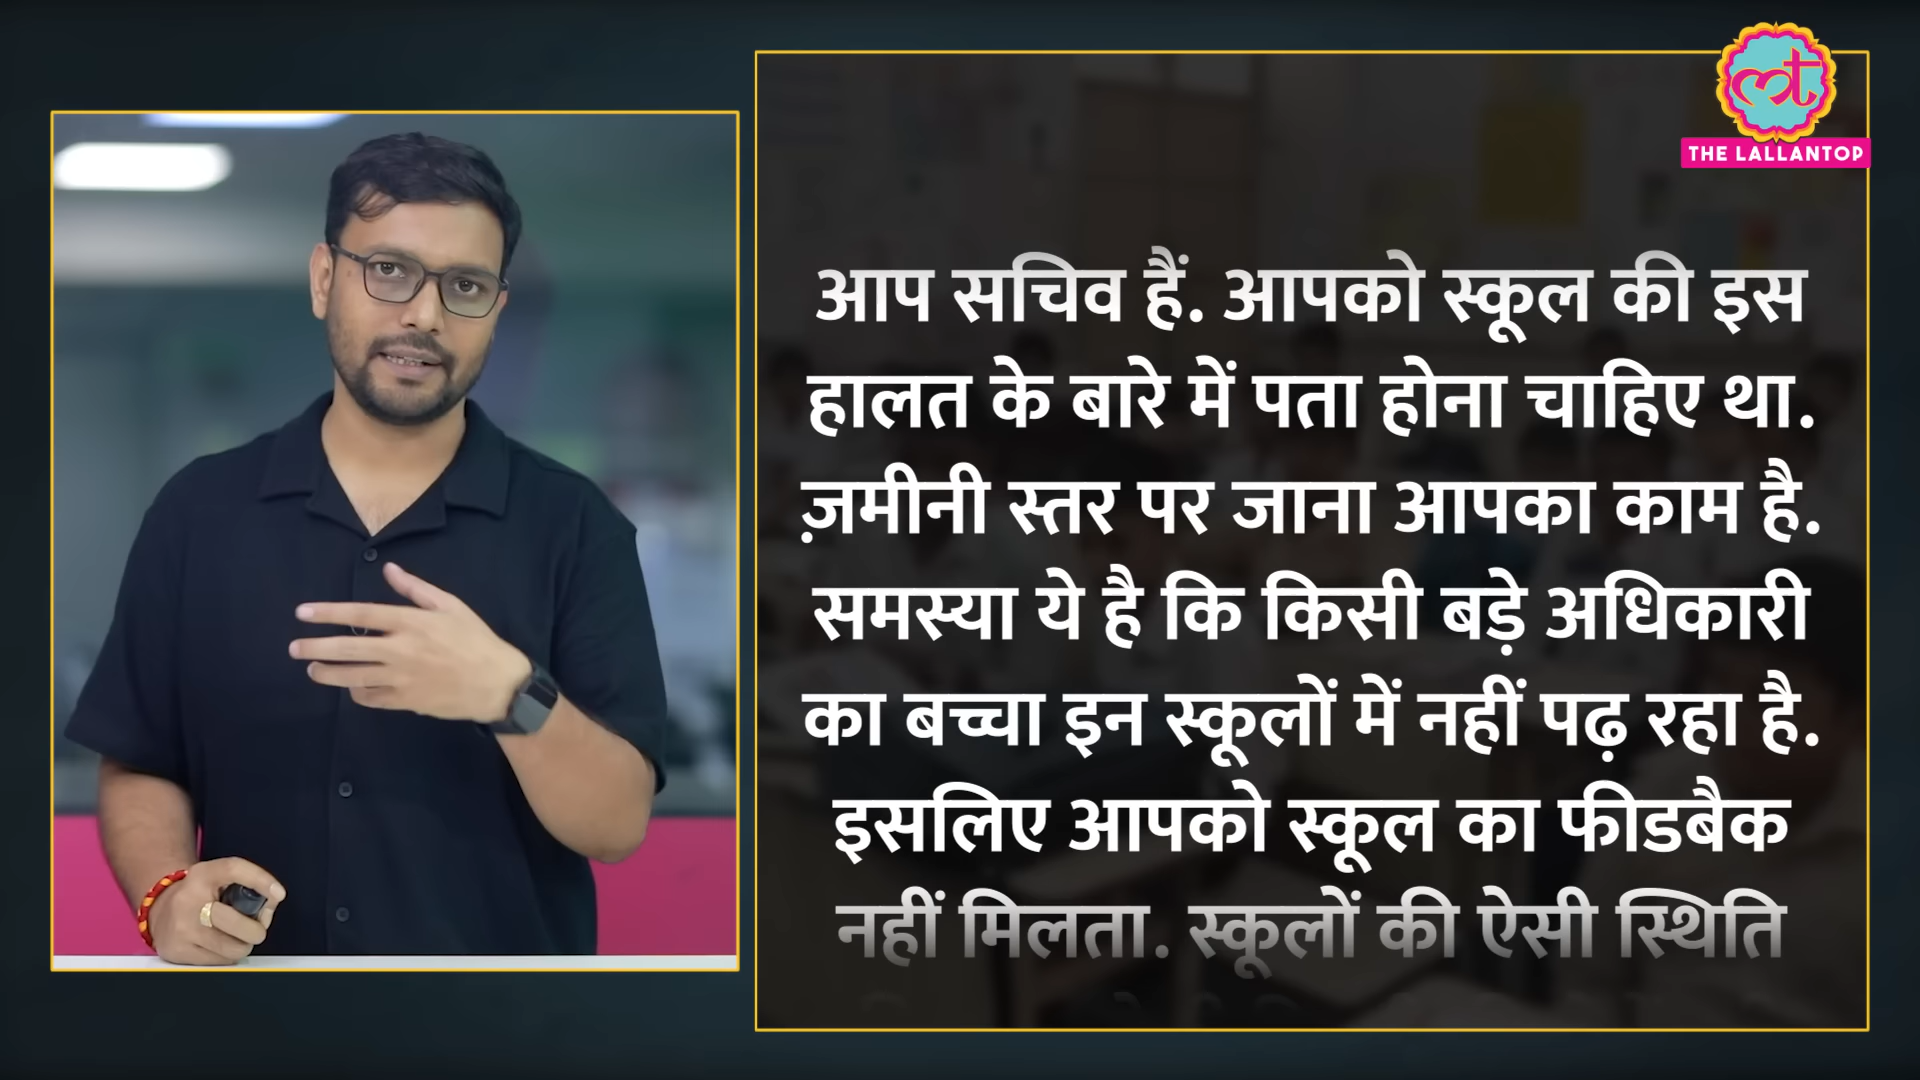 THE LALLANTOP
आप सचिव हैं. आपको स्कूल की इस
हालत के बारे में पता होना चाहिए था.
ज़मीनी स्तर पर जाना आपका काम है.
समस्या ये है कि किसी बड़े अधिकारी
का बच्चा इन स्कूलों में नहीं पढ़ रहा है.
इसलिए आपको स्कूल का फीडबैक
नहीं मिलता. स्कूलों की ऐसी स्थिति